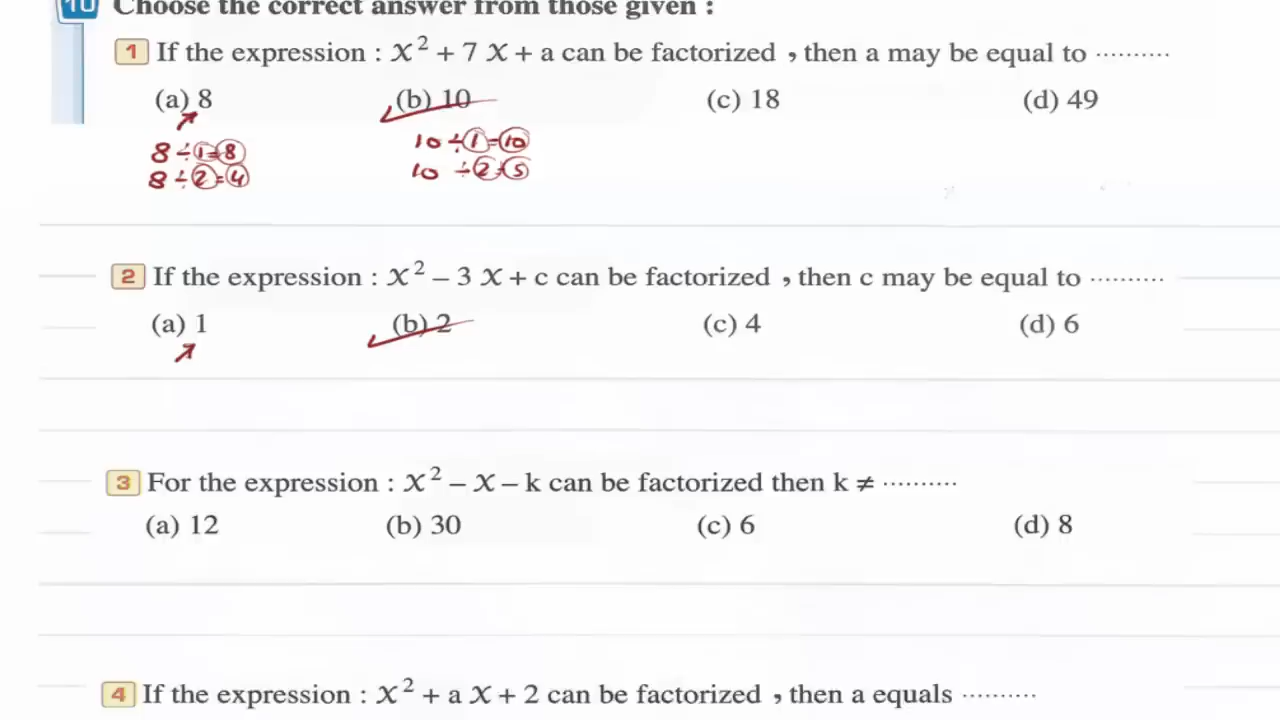 10 Choose the correct answer from those given :
1 If the expression : x² + 7 x + a can be factorized , then a may be equal to ··········
(a) 8 (b) 10 (c) 18 (d) 49
8 ÷ 1 = 8 10 ÷ 1 = 10
8 ÷ 2 = 4 10 ÷ 2 = 5
2 If the expression : x² – 3 x + c can be factorized , then c may be equal to ··········
(a) 1 (b) 2 (c) 4 (d) 6
3 For the expression : x² – x – k can be factorized then k ≠ ··········
(a) 12 (b) 30 (c) 6 (d) 8
4 If the expression : x² + a x + 2 can be factorized , then a equals ··········